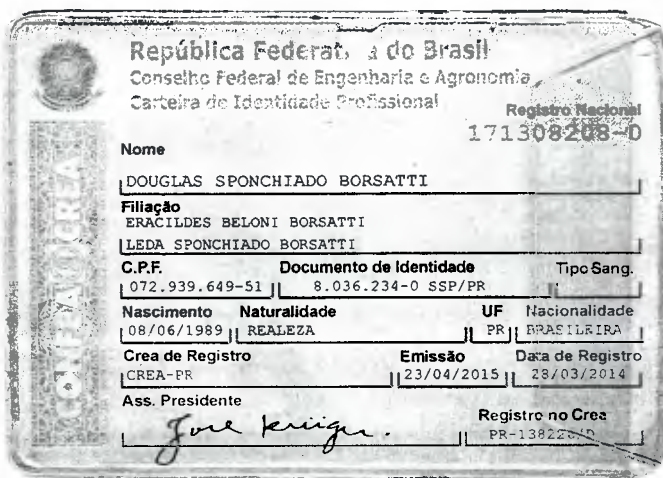 República Federativa do Brasil
Conselho Federal de Engenharia e Agronomia
Carteira de Identidade Profissional
Registro Nacional
171308208-D
Nome
DOUGLAS SPONCHIADO BORSATTI
Filiação
ERACILDES BELONI BORSATTI
LEDA SPONCHIADO BORSATTI
C.P.F. Documento de Identidade Tipo Sang.
072.939.649-51 8.036.234-0 SSP/PR
Nascimento Naturalidade UF Nacionalidade
08/06/1989 REALEZA PR BRASILEIRA
Crea de Registro Emissão Data de Registro
CREA-PR 23/04/2015 28/03/2014
Ass. Presidente
Registro no Crea
CONFEA CREA